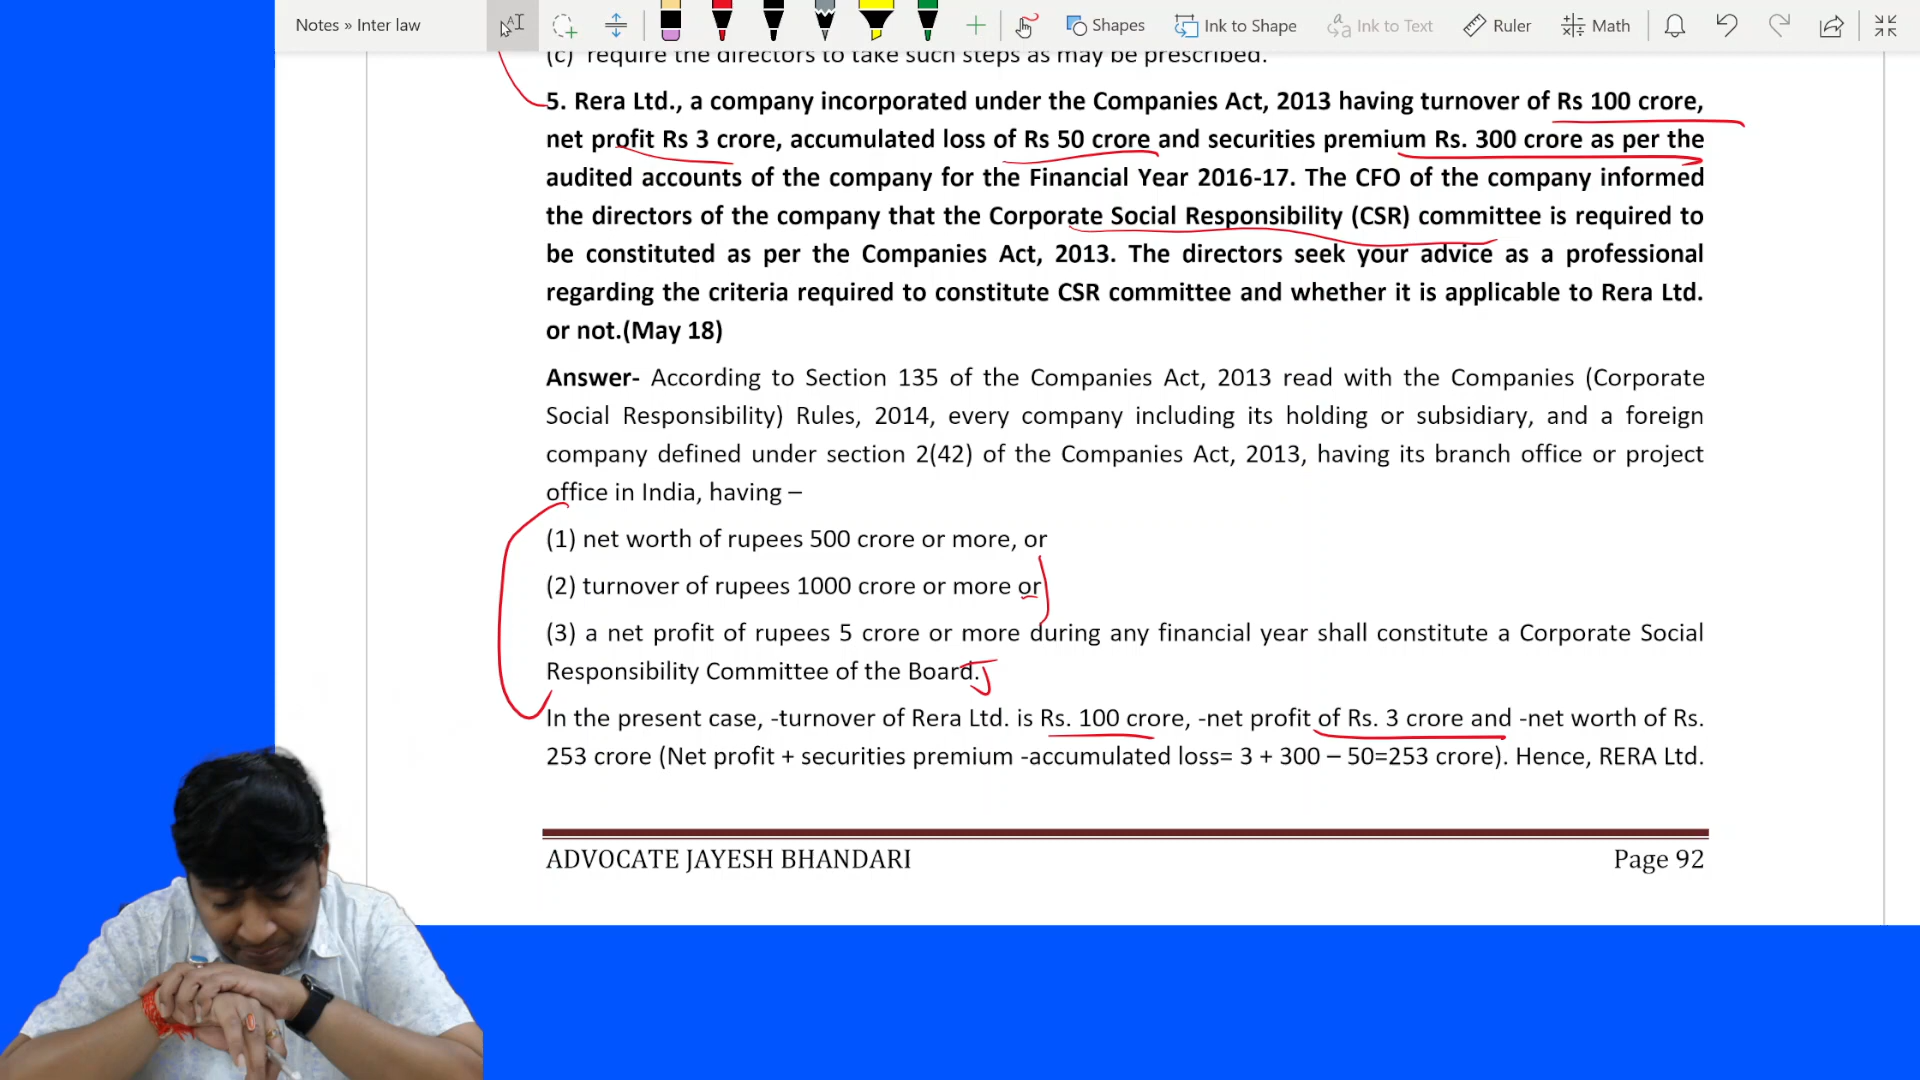 Notes » Inter law
Shapes
Ink to Shape
Ink to Text
Ruler
Math
(c) require the directors to take such steps as may be prescribed.
5. Rera Ltd., a company incorporated under the Companies Act, 2013 having turnover of Rs 100 crore,
net profit Rs 3 crore, accumulated loss of Rs 50 crore and securities premium Rs. 300 crore as per the
audited accounts of the company for the Financial Year 2016-17. The CFO of the company informed
the directors of the company that the Corporate Social Responsibility (CSR) committee is required to
be constituted as per the Companies Act, 2013. The directors seek your advice as a professional
regarding the criteria required to constitute CSR committee and whether it is applicable to Rera Ltd.
or not.(May 18)
Answer- According to Section 135 of the Companies Act, 2013 read with the Companies (Corporate
Social Responsibility) Rules, 2014, every company including its holding or subsidiary, and a foreign
company defined under section 2(42) of the Companies Act, 2013, having its branch office or project
office in India, having –
(1) net worth of rupees 500 crore or more, or
(2) turnover of rupees 1000 crore or more or
(3) a net profit of rupees 5 crore or more during any financial year shall constitute a Corporate Social
Responsibility Committee of the Board.
In the present case, -turnover of Rera Ltd. is Rs. 100 crore, -net profit of Rs. 3 crore and -net worth of Rs.
253 crore (Net profit + securities premium -accumulated loss= 3 + 300 – 50=253 crore). Hence, RERA Ltd.
ADVOCATE JAYESH BHANDARI
Page 92